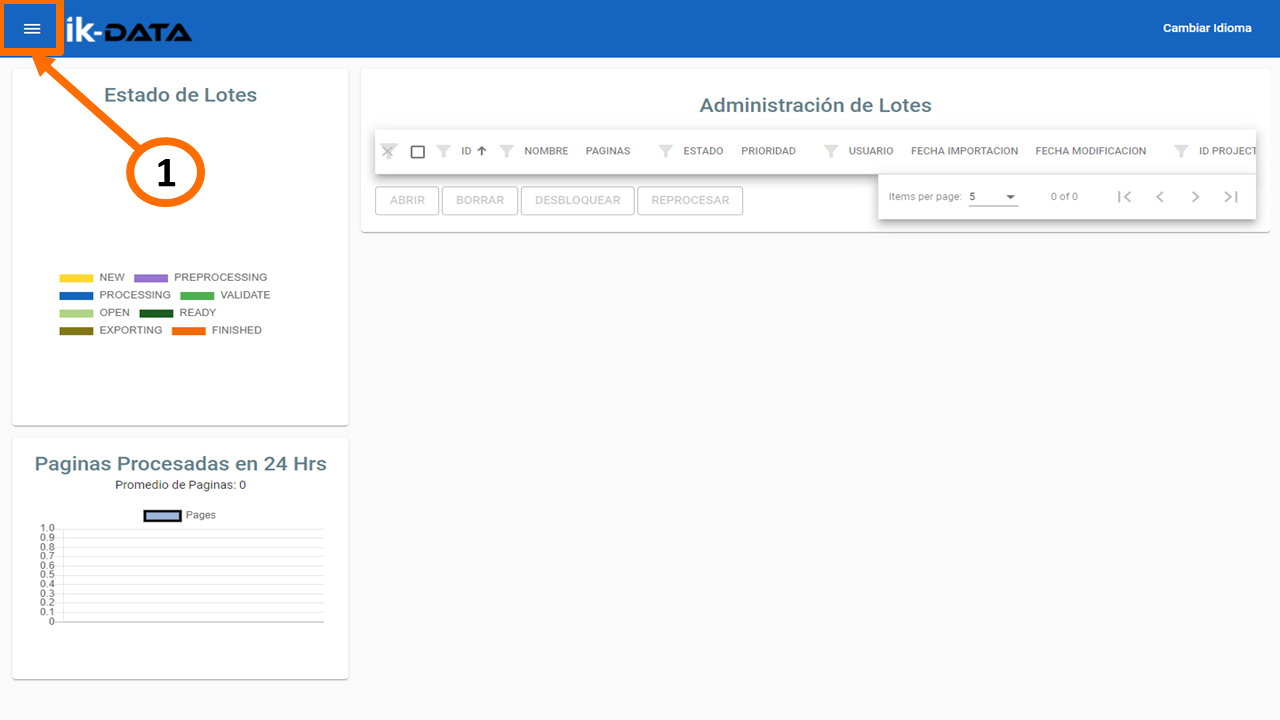 ik-DATA
Cambiar Idioma
1
Estado de Lotes
NEW PREPROCESSING
PROCESSING VALIDATE
OPEN READY
EXPORTING FINISHED
Paginas Procesadas en 24 Hrs
Promedio de Paginas: 0
Pages
1.0
0.9
0.8
0.7
0.6
0.5
0.4
0.3
0.2
0.1
0
Administración de Lotes
ID NOMBRE PAGINAS ESTADO PRIORIDAD USUARIO FECHA IMPORTACION FECHA MODIFICACION ID PROJECT
ABRIR BORRAR DESBLOQUEAR REPROCESAR
Items per page: 5 0 of 0